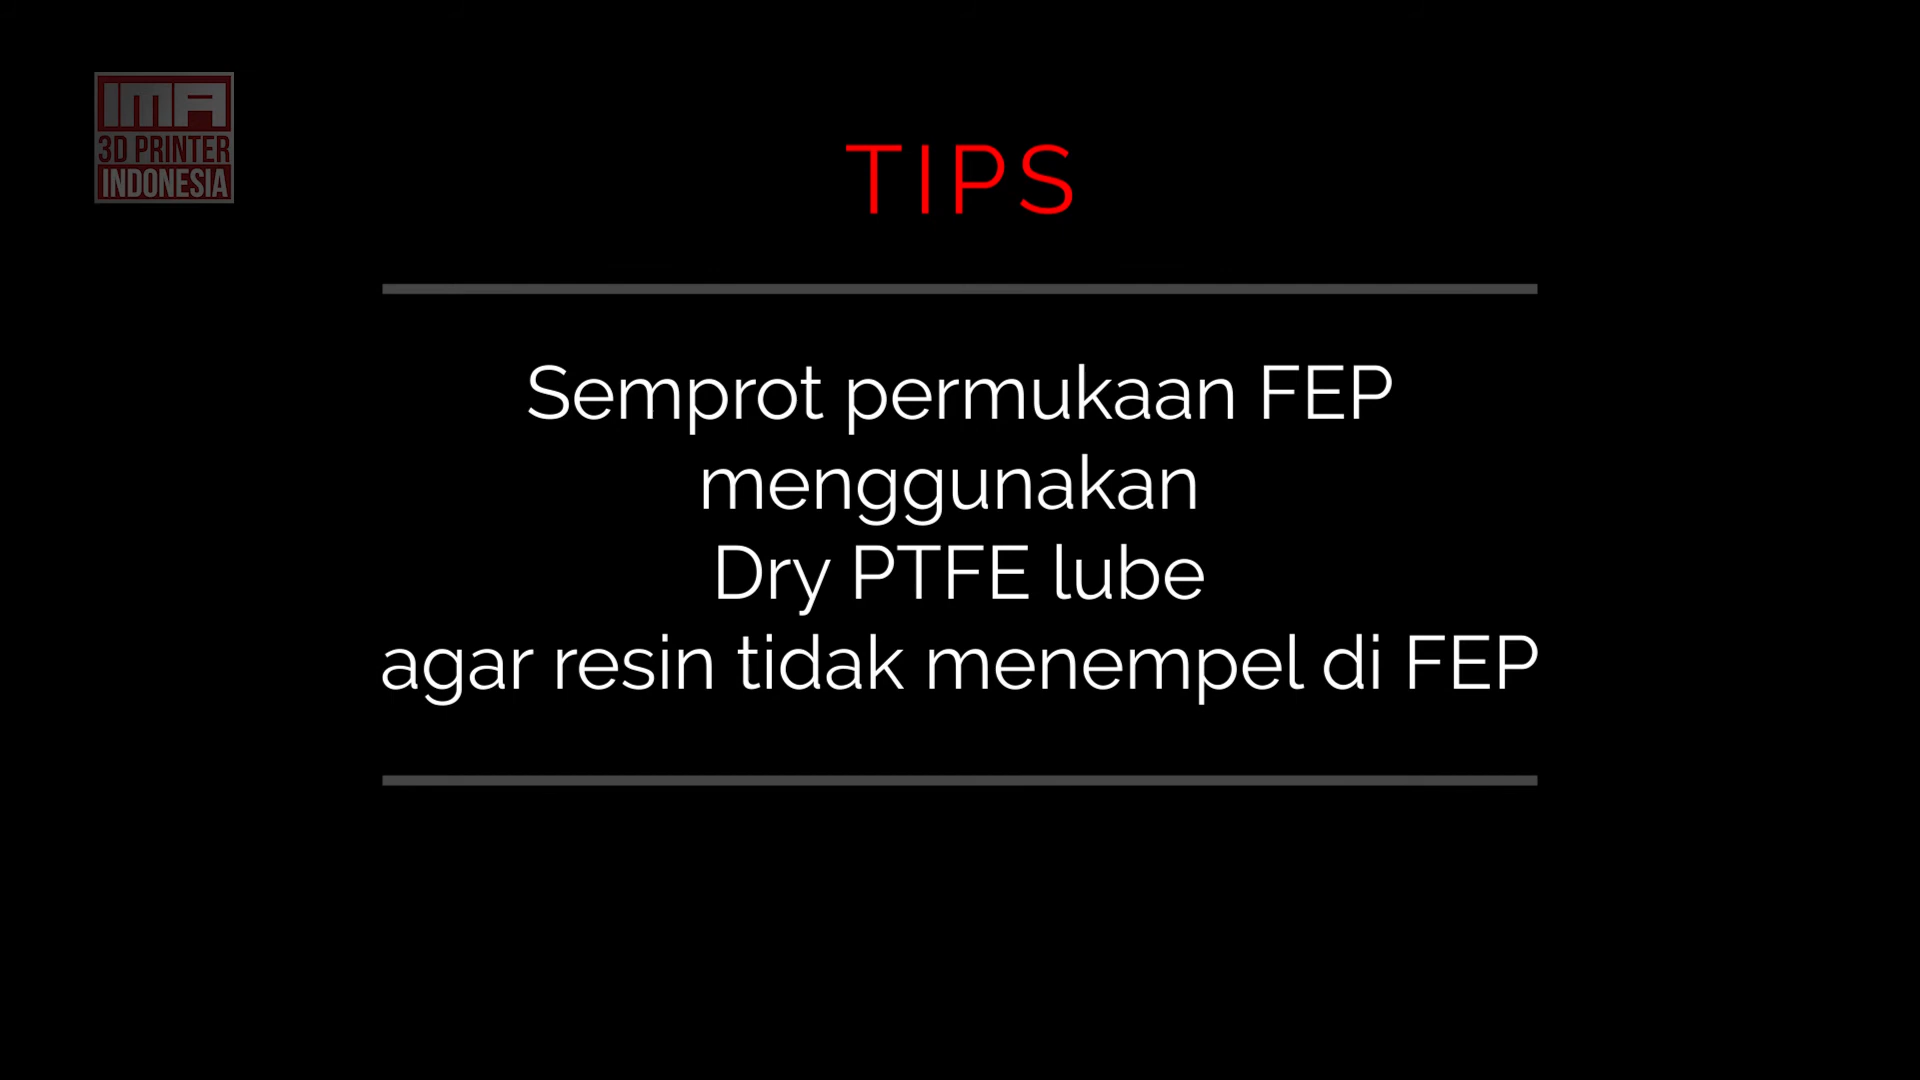 IMA
3D PRINTER
INDONESIA
TIPS
Semprot permukaan FEP
menggunakan
Dry PTFE lube
agar resin tidak menempel di FEP